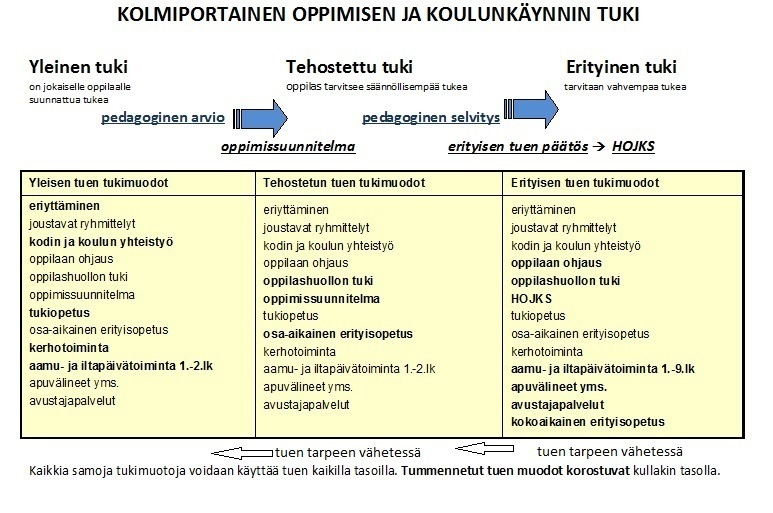 KOLMIPORTAINEN OPPIMISEN JA KOULUNKÄYNNIN TUKI
Yleinen tuki
on jokaiselle oppilaalle
suunnattua tukea
Tehostettu tuki
oppilas tarvitsee säännöllisempää tukea
Erityinen tuki
tarvitaan vahvempaa tukea
pedagoginen arvio
pedagoginen selvitys
oppimissuunnitelma
erityisen tuen päätös → HOJKS
Yleisen tuen tukimuodot
eriyttäminen
joustavat ryhmittelyt
kodin ja koulun yhteistyö
oppilaan ohjaus
oppilashuollon tuki
oppimissuunnitelma
tukiopetus
osa-aikainen erityisopetus
kerhotoiminta
aamu- ja iltapäivätoiminta 1.-2.lk
apuvälineet yms.
avustajapalvelut
Tehostetun tuen tukimuodot
eriyttäminen
joustavat ryhmittelyt
kodin ja koulun yhteistyö
oppilaan ohjaus
oppilashuollon tuki
oppimissuunnitelma
tukiopetus
osa-aikainen erityisopetus
kerhotoiminta
aamu- ja iltapäivätoiminta 1.-2.lk
apuvälineet yms.
avustajapalvelut
Erityisen tuen tukimuodot
eriyttäminen
joustavat ryhmittelyt
kodin ja koulun yhteistyö
oppilaan ohjaus
oppilashuollon tuki
HOJKS
tukiopetus
osa-aikainen erityisopetus
kerhotoiminta
aamu- ja iltapäivätoiminta 1.-9.lk
apuvälineet yms.
avustajapalvelut
kokoaikainen erityisopetus
tuen tarpeen vähetessä
tuen tarpeen vähetessä
Kaikkia samoja tukimuotoja voidaan käyttää tuen kaikilla tasoilla. Tummennetut tuen muodot korostuvat kullakin tasolla.